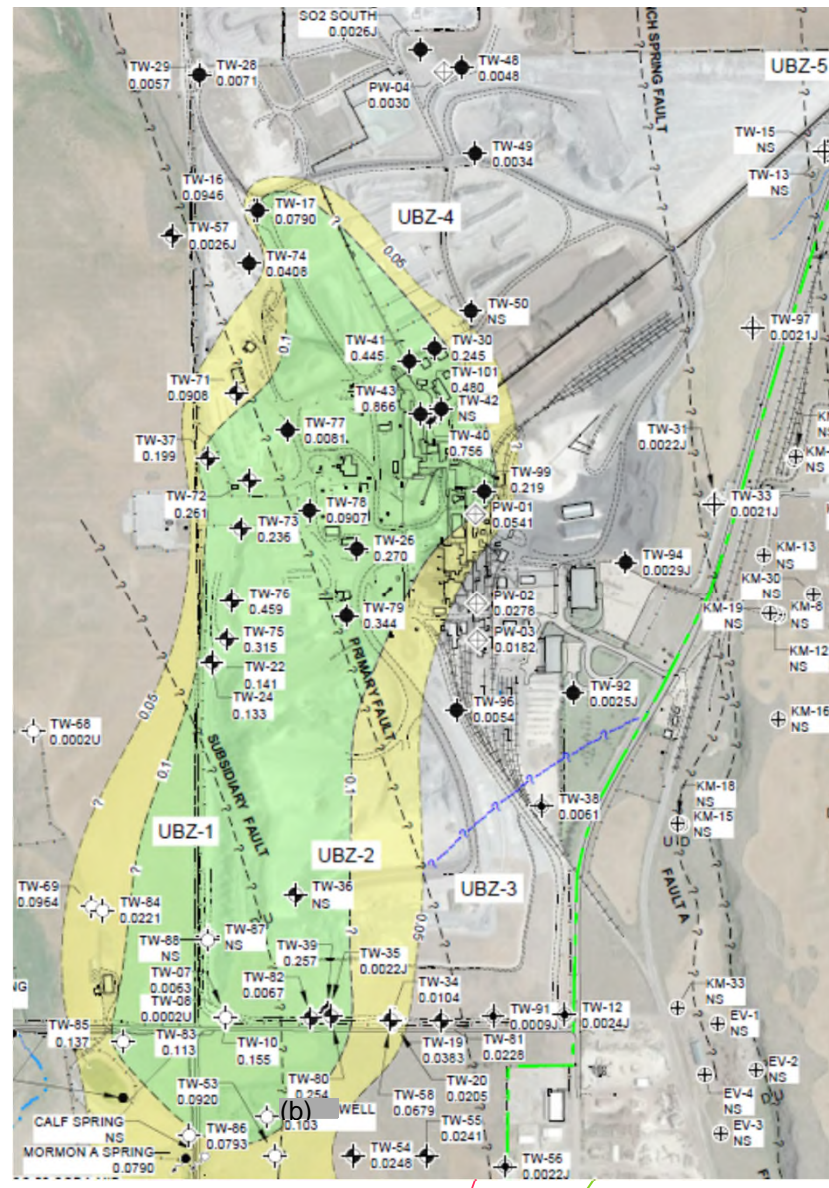 SO2 SOUTH
0.0026J
TW-48
0.0048
PW-04
0.0030
TW-29
0.0057
TW-28
0.0071
UBZ-5
TW-15
NS
TW-13
NS
TW-49
0.0034
TW-16
0.0946
TW-17
0.0790
TW-57
0.0026J
UBZ-4
TW-74
0.0408
0.05
TW-50
NS
TW-97
0.0021J
0.1
TW-41
0.445
TW-30
0.245
TW-101
0.480
TW-71
0.0908
TW-43
0.866
TW-42
NS
TW-77
0.0081
TW-40
0.756
TW-31
0.0022J
TW-37
0.199
TW-99
0.219
TW-72
0.261
TW-78
0.0907
PW-01
0.0541
TW-33
0.0021J
TW-73
0.236
TW-26
0.270
TW-94
0.0029J
KM-13
NS
KM-30
NS
TW-76
0.459
PW-02
0.0278
KM-19
NS
KM-8
NS
TW-79
0.344
TW-75
0.315
PW-03
0.0182
KM-12
NS
TW-22
0.141
TW-24
0.133
PRIMARY FAULT
TW-92
0.0025J
TW-96
0.0054
0.05
TW-68
0.0002U
KM-16
NS
SUBSIDIARY FAULT
0.1
0.1
KM-18
NS
TW-38
0.0061
KM-15
NS
U D
UBZ-1
UBZ-2
UBZ-3
FAULT A
TW-69
0.0964
TW-84
0.0221
TW-36
NS
0.05
TW-87
NS
TW-88
NS
TW-39
0.257
TW-35
0.0022J
TW-07
0.0063
TW-08
0.0002U
TW-82
0.0067
TW-34
0.0104
KM-33
NS
TW-91
0.0009J
TW-12
0.0024J
EV-1
NS
TW-85
0.137
TW-83
0.113
TW-10
0.155
TW-19
0.0383
TW-81
0.0228
TW-80
0.254
TW-20
0.0205
EV-2
NS
TW-53
0.0920
TW-58
0.0679
EV-4
NS
(b)
WELL
0.103
CALF SPRING
NS
TW-86
0.0793
TW-55
0.0241
EV-3
NS
MORMON A SPRING
0.0790
TW-54
0.0248
TW-56
0.0022J